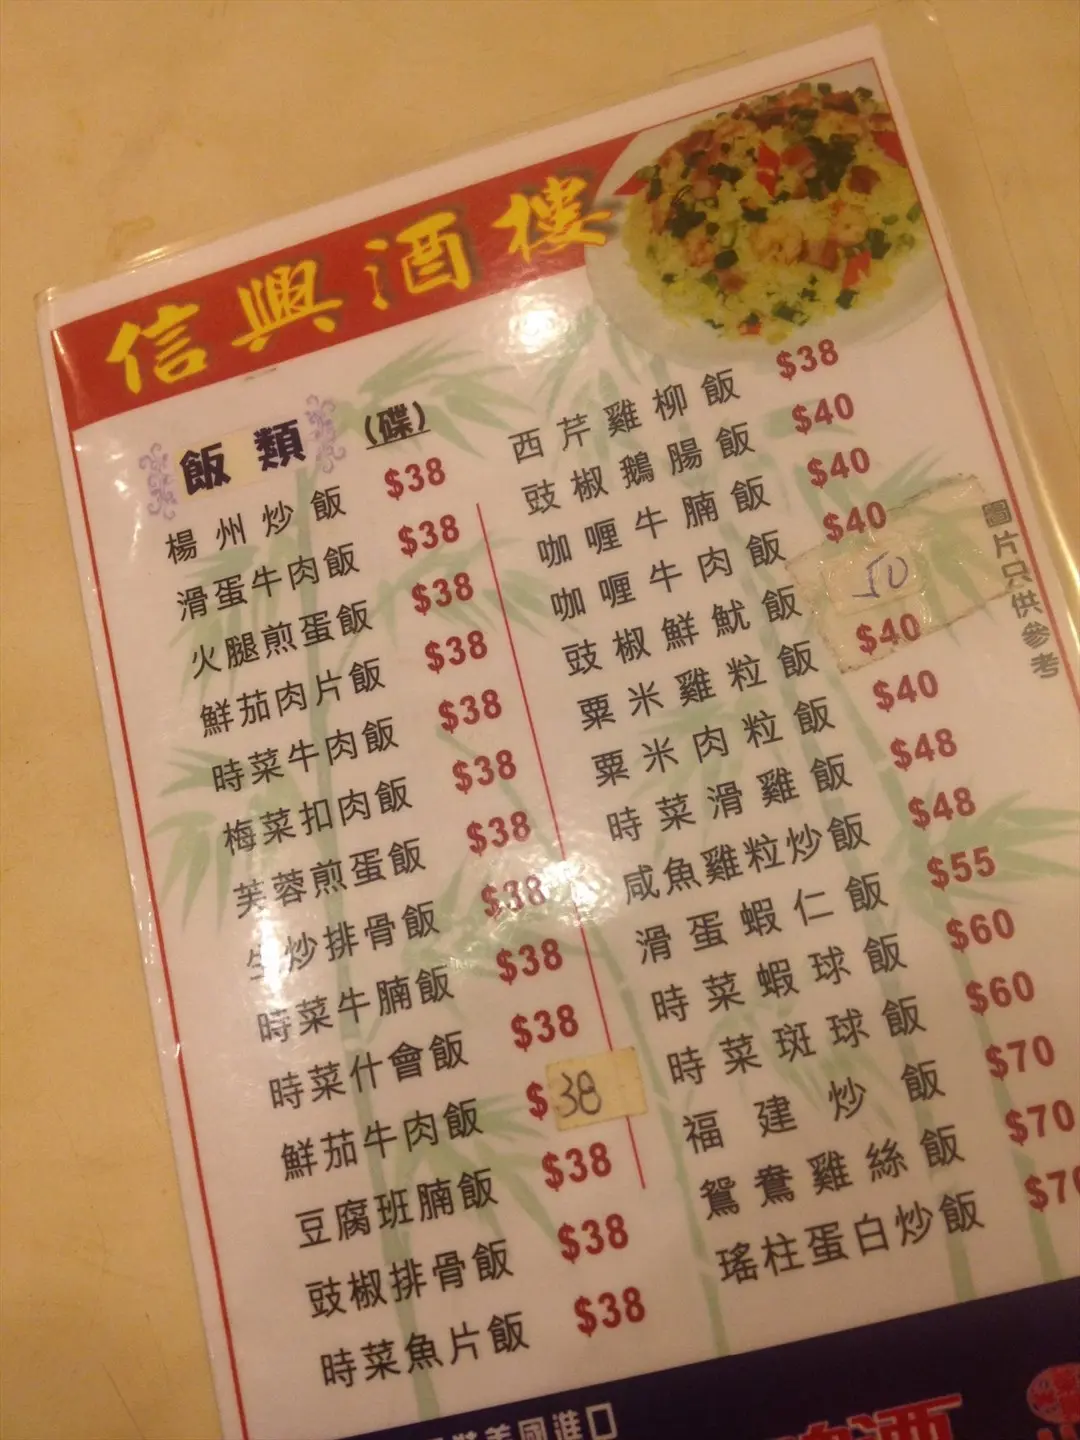 信興酒樓
飯類 (碟)
楊州炒飯 $38
滑蛋牛肉飯 $38
火腿煎蛋飯 $38
鮮茄肉片飯 $38
時菜牛肉飯 $38
梅菜扣肉飯 $38
芙蓉煎蛋飯 $38
生炒排骨飯 $38
時菜牛腩飯 $38
時菜什會飯 $38
鮮茄牛肉飯 $38
豆腐班腩飯 $38
豉椒排骨飯 $38
時菜魚片飯 $38
西芹雞柳飯 $38
豉椒鵝腸飯 $40
咖喱牛腩飯 $40
咖喱牛肉飯 $40
豉椒鮮魷飯 50
粟米雞粒飯 $40
粟米肉粒飯 $40
時菜滑雞飯 $48
咸魚雞粒炒飯 $48
滑蛋蝦仁飯 $55
時菜蝦球飯 $60
時菜斑球飯 $60
福建炒飯 $70
鴛鴦雞絲飯 $70
瑤柱蛋白炒飯 $70
圖片只供參考
美國進口
酒